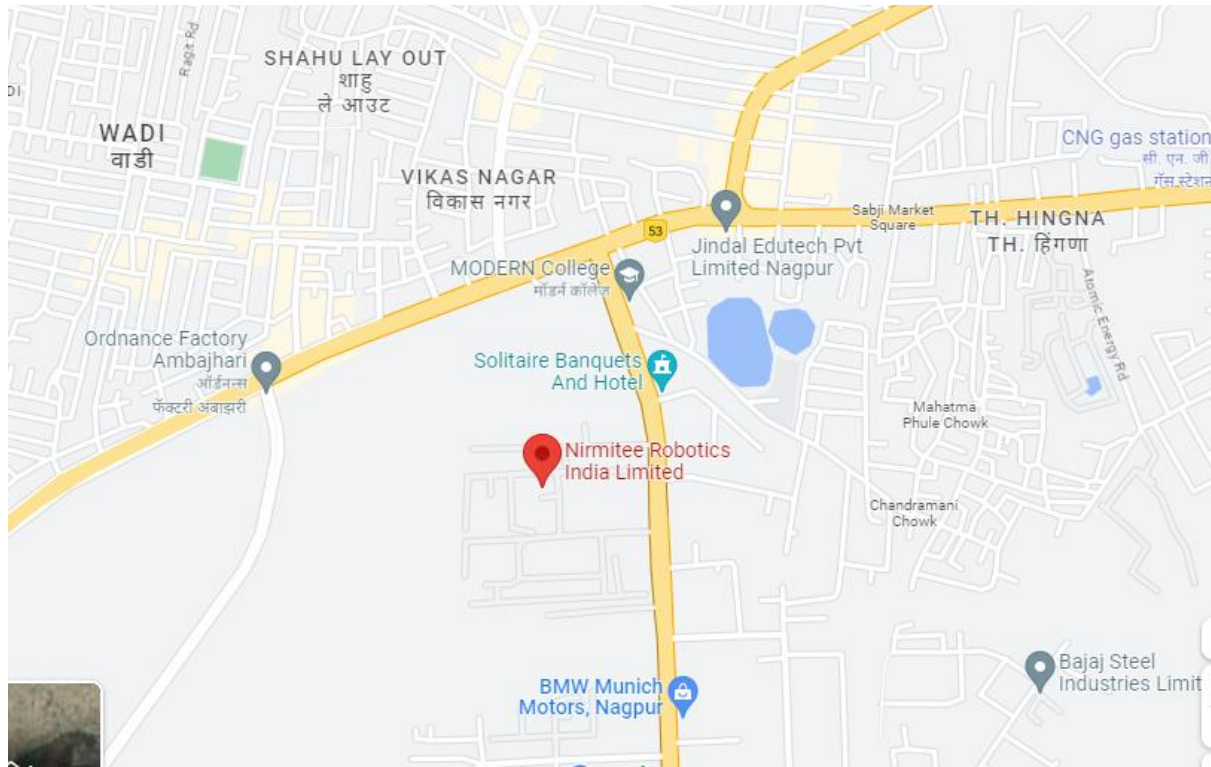 Ragit Rd
SHAHU LAY OUT
शाहु
ले आउट
WADI
वाडी
VIKAS NAGAR
विकास नगर
CNG gas station
सी. एन. जी
गॅस स्टेशन
53
Sabji Market
Square
TH. HINGNA
TH. हिंगणा
Jindal Edutech Pvt
Limited Nagpur
MODERN College
मॉडर्न कॉलेज
Atomic Energy Rd
Ordnance Factory
Ambajhari
ऑर्डनन्स
फॅक्टरी अंबाझरी
Solitaire Banquets
And Hotel
Mahatma
Phule Chowk
Nirmitee Robotics
India Limited
Chandramani
Chowk
BMW Munich
Motors, Nagpur
Bajaj Steel
Industries Limit